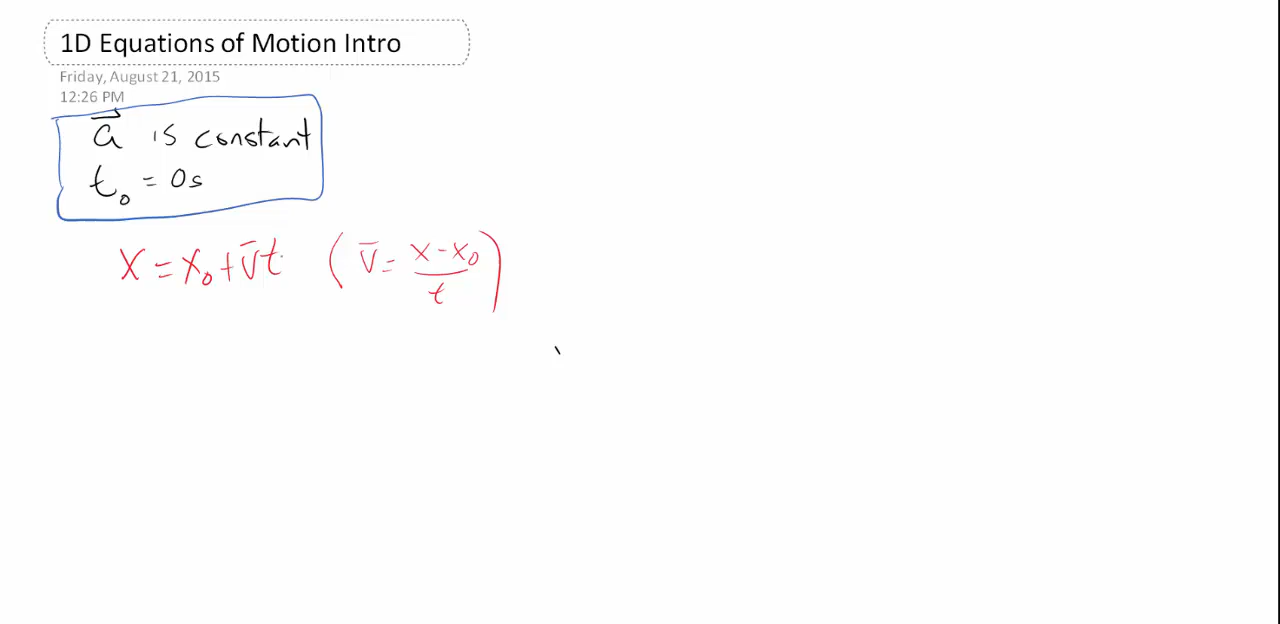 1D Equations of Motion Intro
Friday, August 21, 2015
12:26 PM
a⃗ is constant
t₀ = 0s
x = x₀ + v̄t (v̄ = (x - x₀)/t)